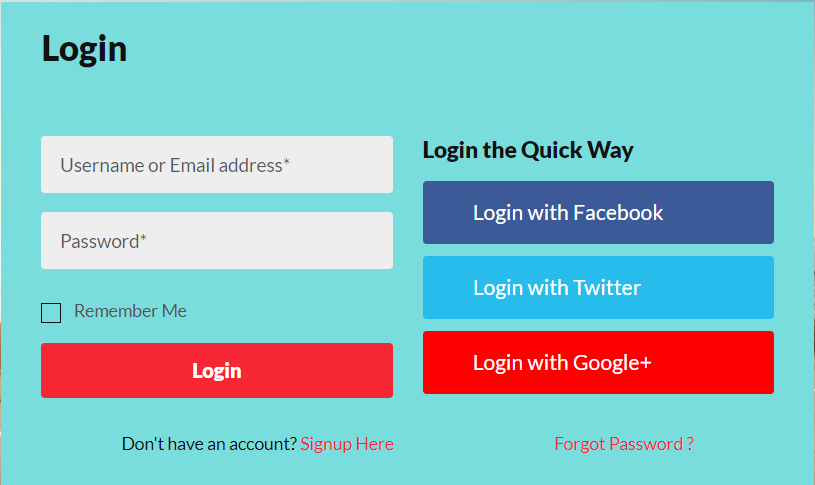 Login
Username or Email address*
Password*
Remember Me
Login
Don't have an account? Signup Here
Login the Quick Way
Login with Facebook
Login with Twitter
Login with Google+
Forgot Password ?